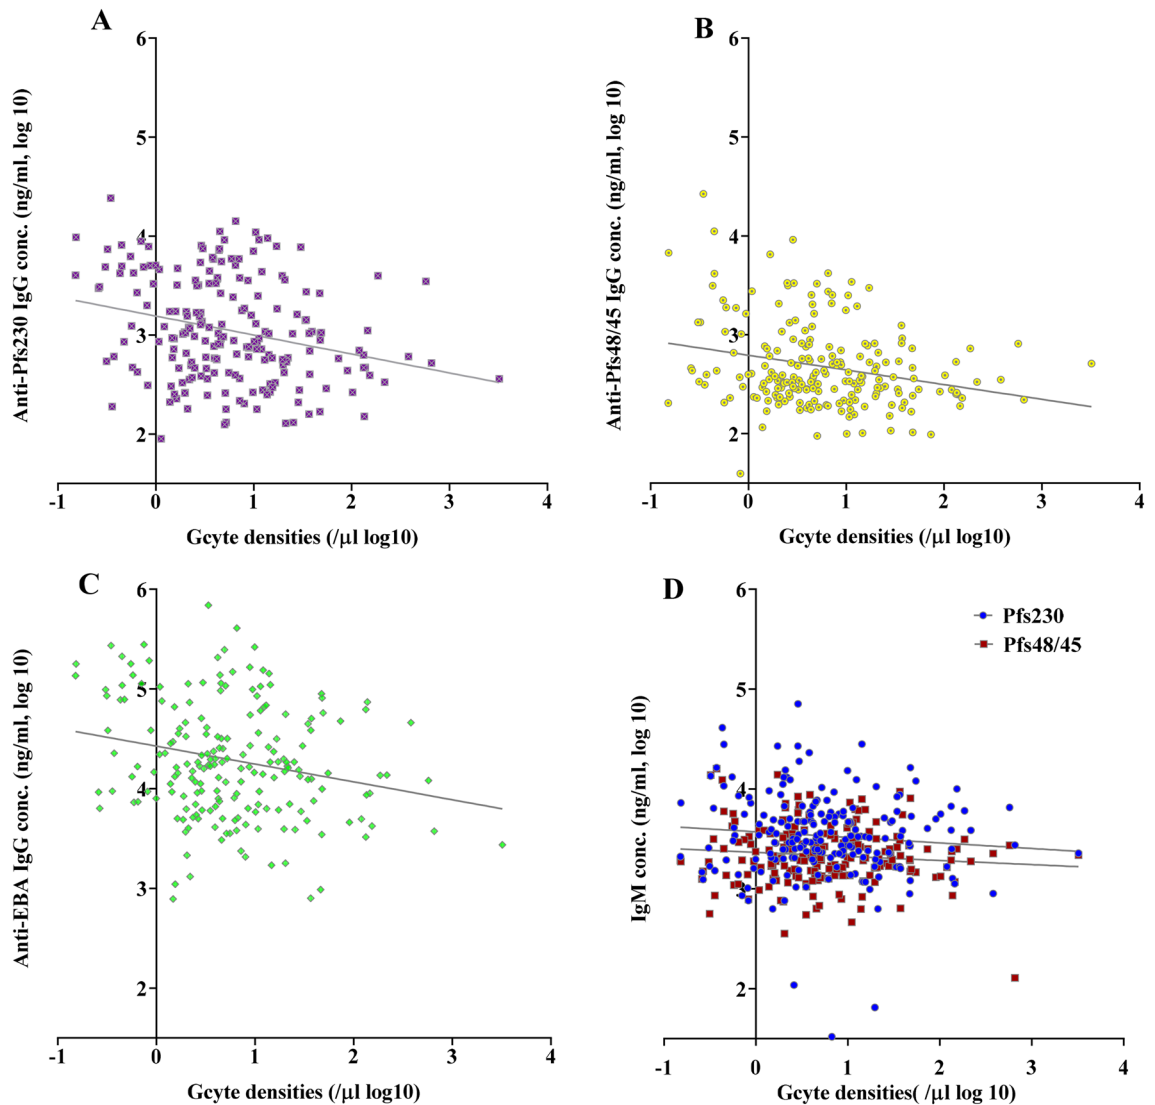 A
Anti-Pfs230 IgG conc. (ng/ml, log 10)
6
5
4
3
2
-1 0 1 2 3 4
Gcyte densities (/μl log10)
B
Anti-Pfs48/45 IgG conc. (ng/ml, log 10)
6
5
4
3
2
-1 0 1 2 3 4
Gcyte densities (/μl log10)
C
Anti-EBA IgG conc. (ng/ml, log 10)
6
5
4
3
2
-1 0 1 2 3 4
Gcyte densities (/μl log10)
D
IgM conc. (ng/ml, log 10)
6
5
4
3
2
-1 0 1 2 3 4
Gcyte densities( /μl log 10)
Pfs230
Pfs48/45